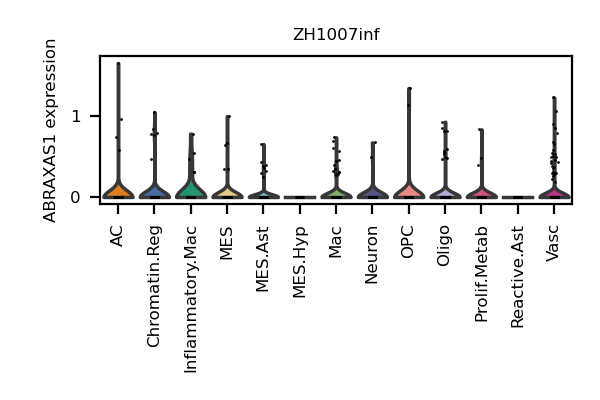 ZH1007inf
ABRAXAS1 expression
1
0
AC
Chromatin.Reg
Inflammatory.Mac
MES
MES.Ast
MES.Hyp
Mac
Neuron
OPC
Oligo
Prolif.Metab
Reactive.Ast
Vasc